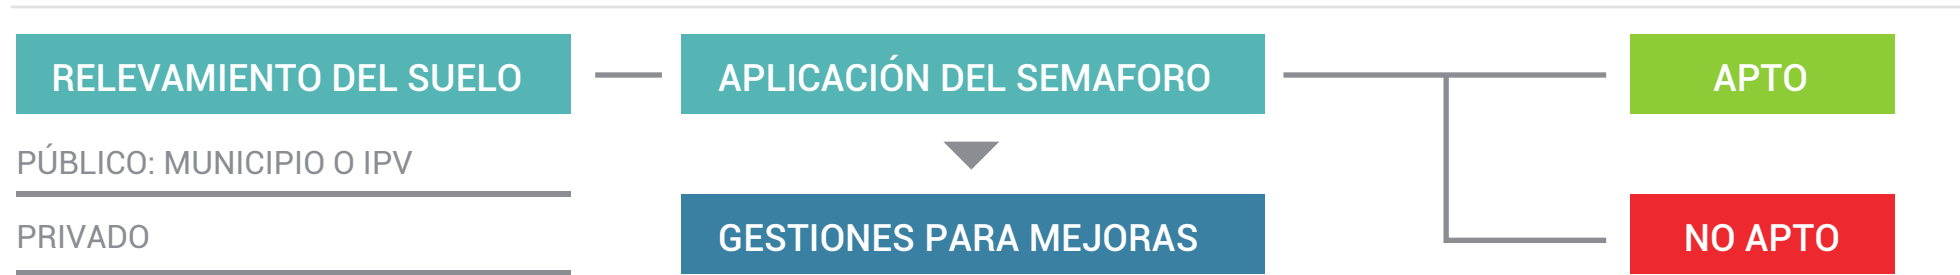 RELEVAMIENTO DEL SUELO
APLICACIÓN DEL SEMAFORO
APTO
PÚBLICO: MUNICIPIO O IPV
PRIVADO
GESTIONES PARA MEJORAS
NO APTO